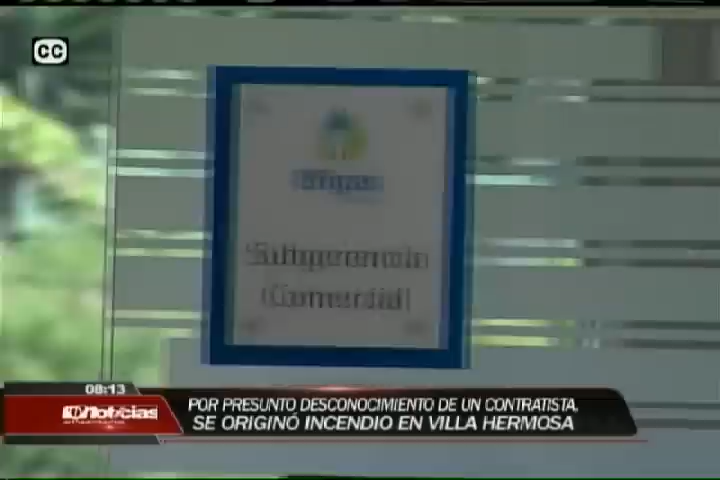 CC
Subgerencia
Comercial
08:13
Noticias
POR PRESUNTO DESCONOCIMIENTO DE UN CONTRATISTA,
SE ORIGINÓ INCENDIO EN VILLA HERMOSA